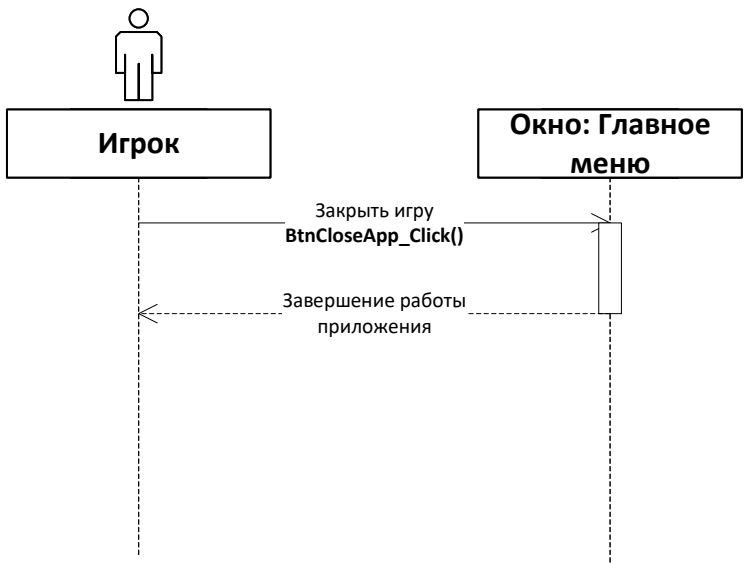 Игрок
Окно: Главное
меню
Закрыть игру
BtnCloseApp_Click()
Завершение работы
приложения